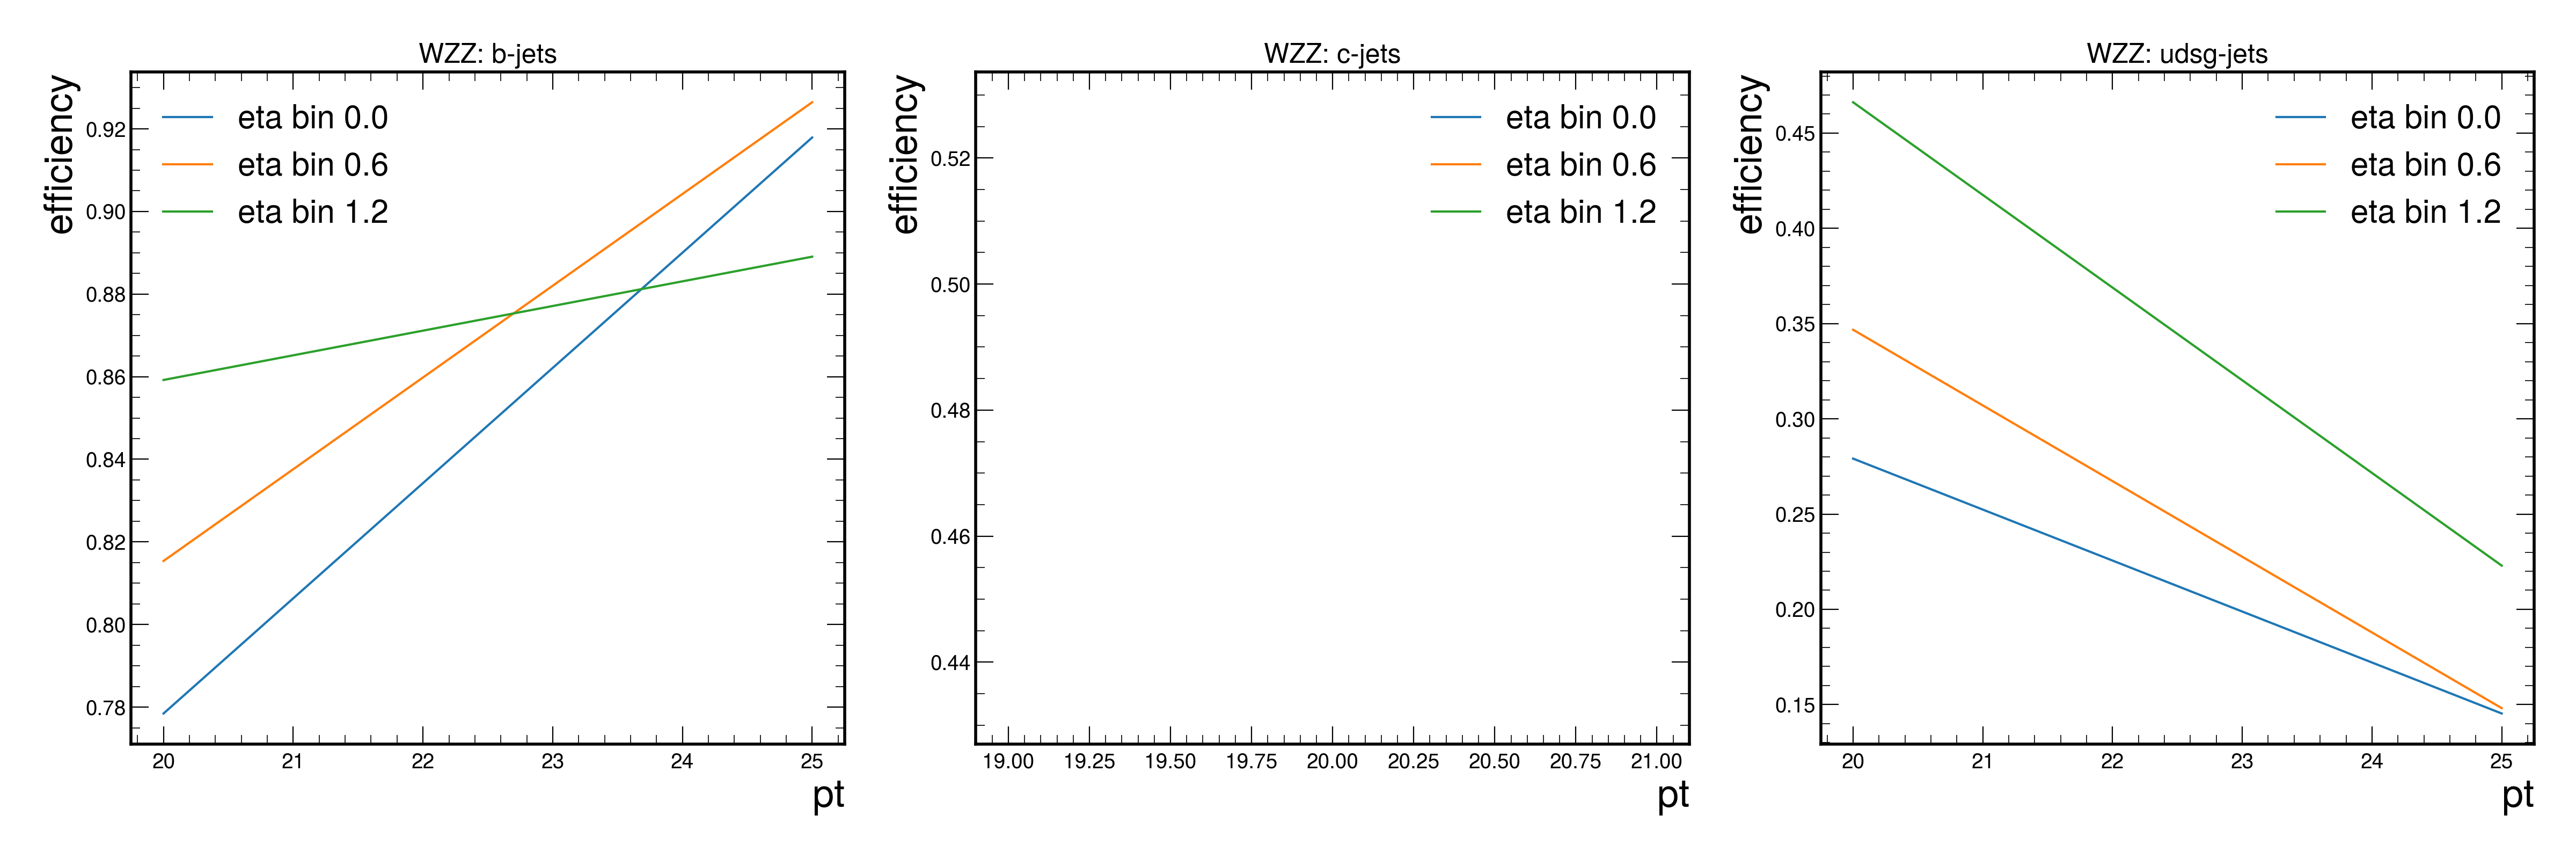 WZZ: b-jets
efficiency
eta bin 0.0
eta bin 0.6
eta bin 1.2
0.92
0.90
0.88
0.86
0.84
0.82
0.80
0.78
20 21 22 23 24 25
pt
WZZ: c-jets
efficiency
eta bin 0.0
eta bin 0.6
eta bin 1.2
0.52
0.50
0.48
0.46
0.44
19.00 19.25 19.50 19.75 20.00 20.25 20.50 20.75 21.00
pt
WZZ: udsg-jets
efficiency
eta bin 0.0
eta bin 0.6
eta bin 1.2
0.45
0.40
0.35
0.30
0.25
0.20
0.15
20 21 22 23 24 25
pt